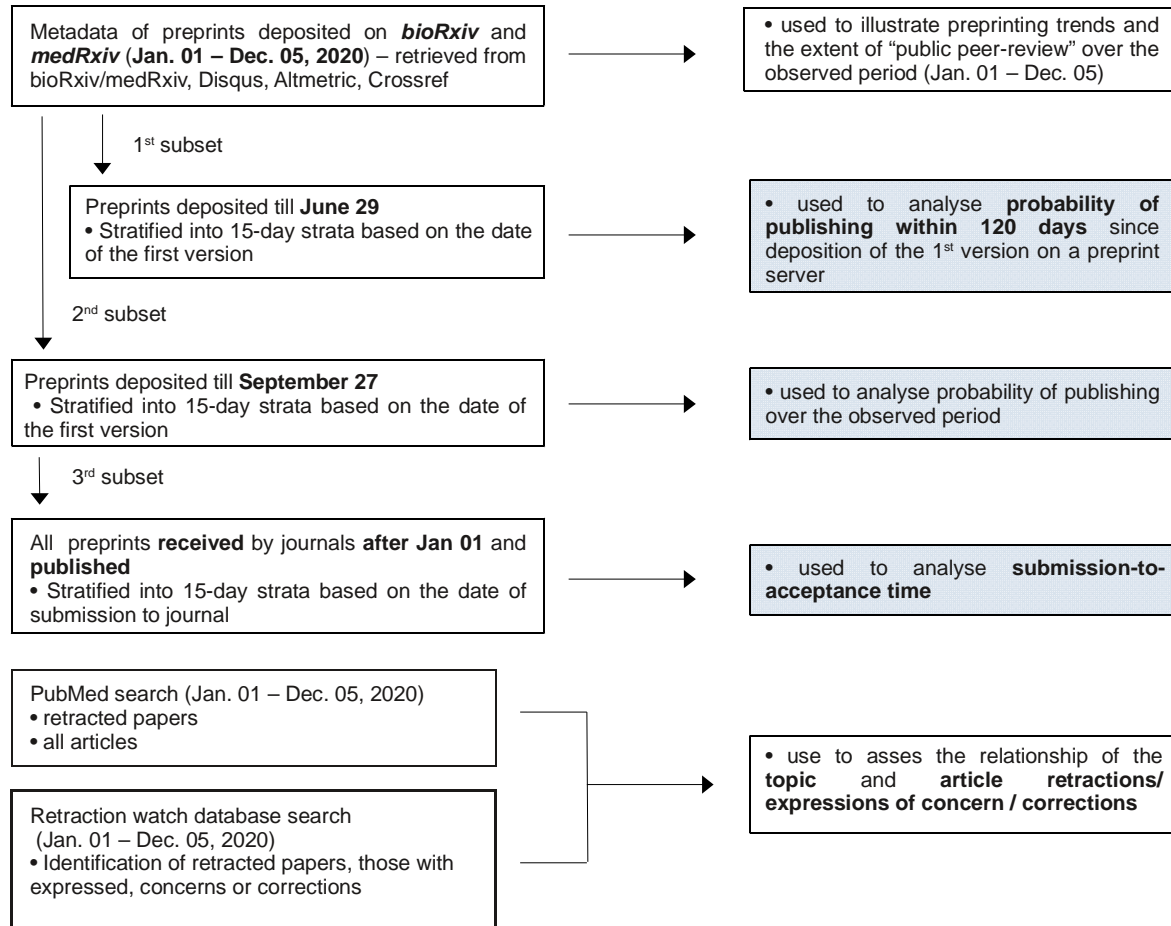 Metadata of preprints deposited on bioRxiv and
medRxiv (Jan. 01 – Dec. 05, 2020) – retrieved from
bioRxiv/medRxiv, Disqus, Altmetric, Crossref
• used to illustrate preprinting trends and
the extent of “public peer-review” over the
observed period (Jan. 01 – Dec. 05)
1st subset
Preprints deposited till June 29
• Stratified into 15-day strata based on the date
of the first version
• used to analyse probability of
publishing within 120 days since
deposition of the 1st version on a preprint
server
2nd subset
Preprints deposited till September 27
• Stratified into 15-day strata based on the date of
the first version
• used to analyse probability of publishing
over the observed period
3rd subset
All preprints received by journals after Jan 01 and
published
• Stratified into 15-day strata based on the date of
submission to journal
• used to analyse submission-to-
acceptance time
PubMed search (Jan. 01 – Dec. 05, 2020)
• retracted papers
• all articles
Retraction watch database search
(Jan. 01 – Dec. 05, 2020)
• Identification of retracted papers, those with
expressed, concerns or corrections
• use to asses the relationship of the
topic and article retractions/
expressions of concern / corrections